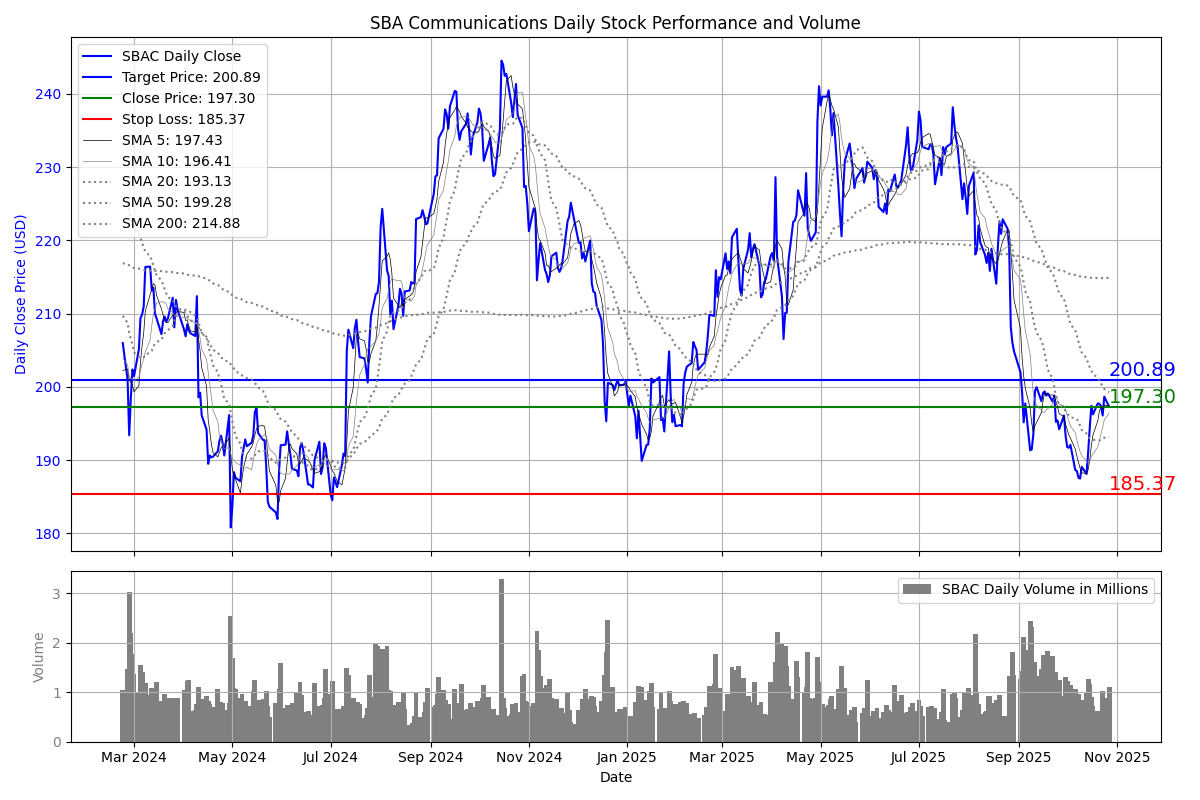 SBA Communications Daily Stock Performance and Volume
SBAC Daily Close
Target Price: 200.89
Close Price: 197.30
Stop Loss: 185.37
SMA 5: 197.43
SMA 10: 196.41
SMA 20: 193.13
SMA 50: 199.28
SMA 200: 214.88
Daily Close Price (USD)
240
230
220
210
200
190
180
200.89
197.30
185.37
SBAC Daily Volume in Millions
Volume
3
2
1
0
Mar 2024 May 2024 Jul 2024 Sep 2024 Nov 2024 Jan 2025 Mar 2025 May 2025 Jul 2025 Sep 2025 Nov 2025
Date